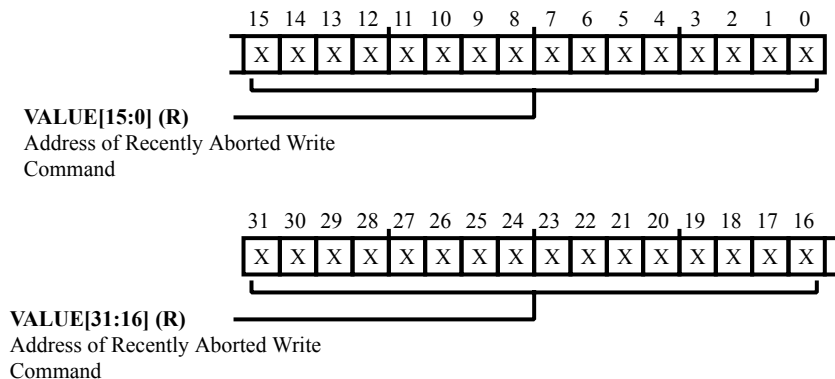 15 14 13 12 11 10 9 8 7 6 5 4 3 2 1 0
X X X X X X X X X X X X X X X X
VALUE[15:0] (R)
Address of Recently Aborted Write
Command
31 30 29 28 27 26 25 24 23 22 21 20 19 18 17 16
X X X X X X X X X X X X X X X X
VALUE[31:16] (R)
Address of Recently Aborted Write
Command